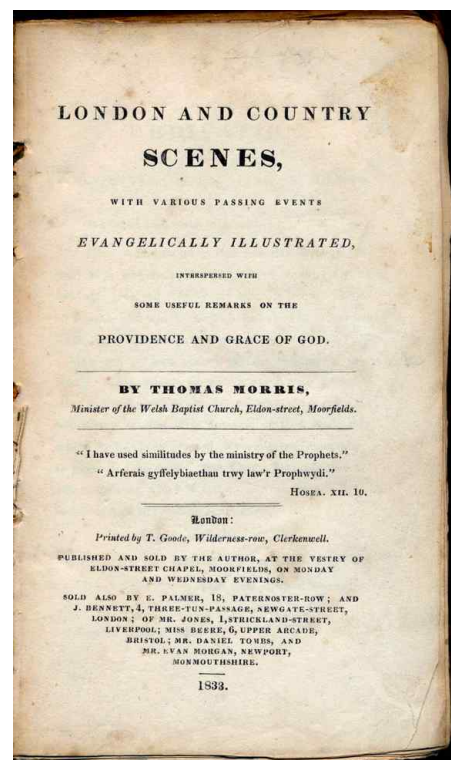 LONDON AND COUNTRY
SCENES,
WITH VARIOUS PASSING EVENTS
EVANGELICALLY ILLUSTRATED,
INTERSPERSED WITH
SOME USEFUL REMARKS ON THE
PROVIDENCE AND GRACE OF GOD.
BY THOMAS MORRIS,
Minister of the Welsh Baptist Church, Eldon-street, Moorfields.
“ I have used similitudes by the ministry of the Prophets.”
“ Arferais gyffelybiaethau trwy law'r Prophwydi.”
HOSEA. XII. 10.
London:
Printed by T. Goode, Wilderness-row, Clerkenwell.
PUBLISHED AND SOLD BY THE AUTHOR, AT THE VESTRY OF
ELDON-STREET CHAPEL, MOORFIELDS, ON MONDAY
AND WEDNESDAY EVENINGS.
SOLD ALSO BY E. PALMER, 18, PATERNOSTER-ROW; AND
J. BENNETT, 4, THREE-TUN-PASSAGE, NEWGATE-STREET,
LONDON; OF MR. JONES, 1, STRICKLAND-STREET,
LIVERPOOL; MISS BEERE, 6, UPPER ARCADE,
BRISTOL; MR. DANIEL TOMBS, AND
MR. EVAN MORGAN, NEWPORT,
MONMOUTHSHIRE.
1833.